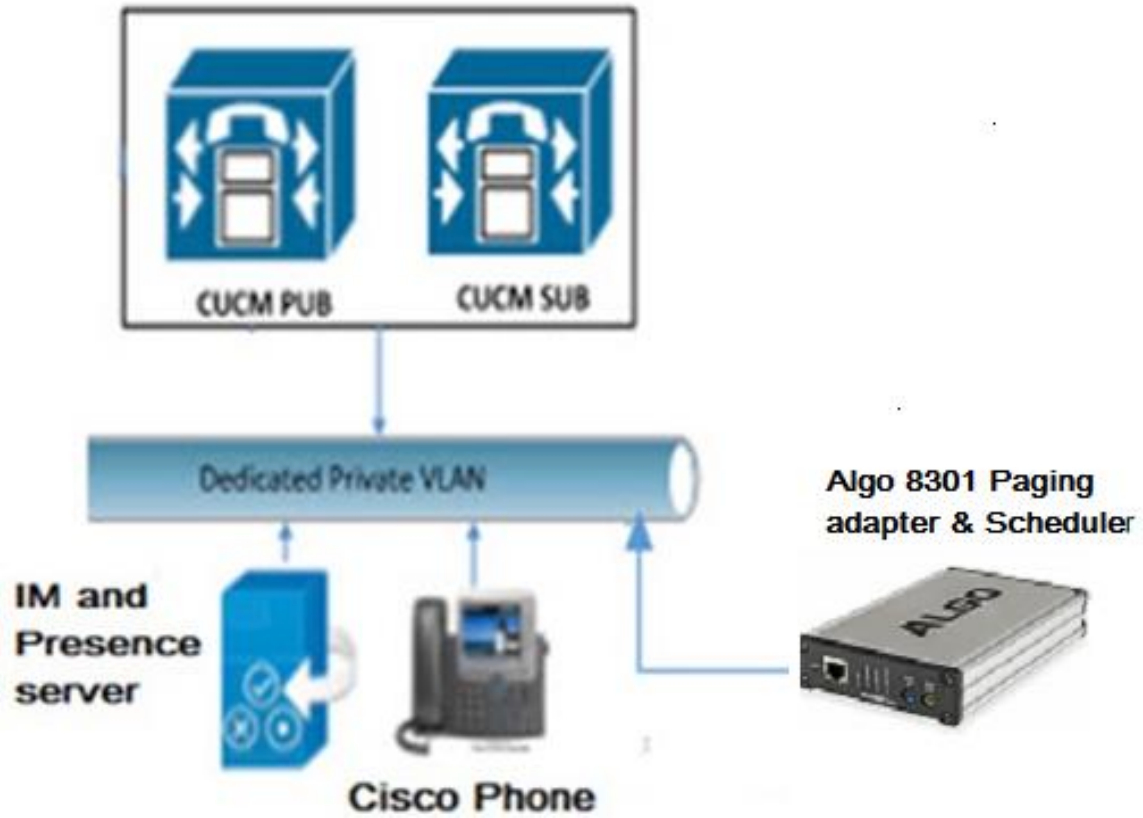 CUCM PUB
CUCM SUB
Dedicated Private VLAN
Algo 8301 Paging
adapter & Scheduler
ALGO
IM and
Presence
server
Cisco Phone